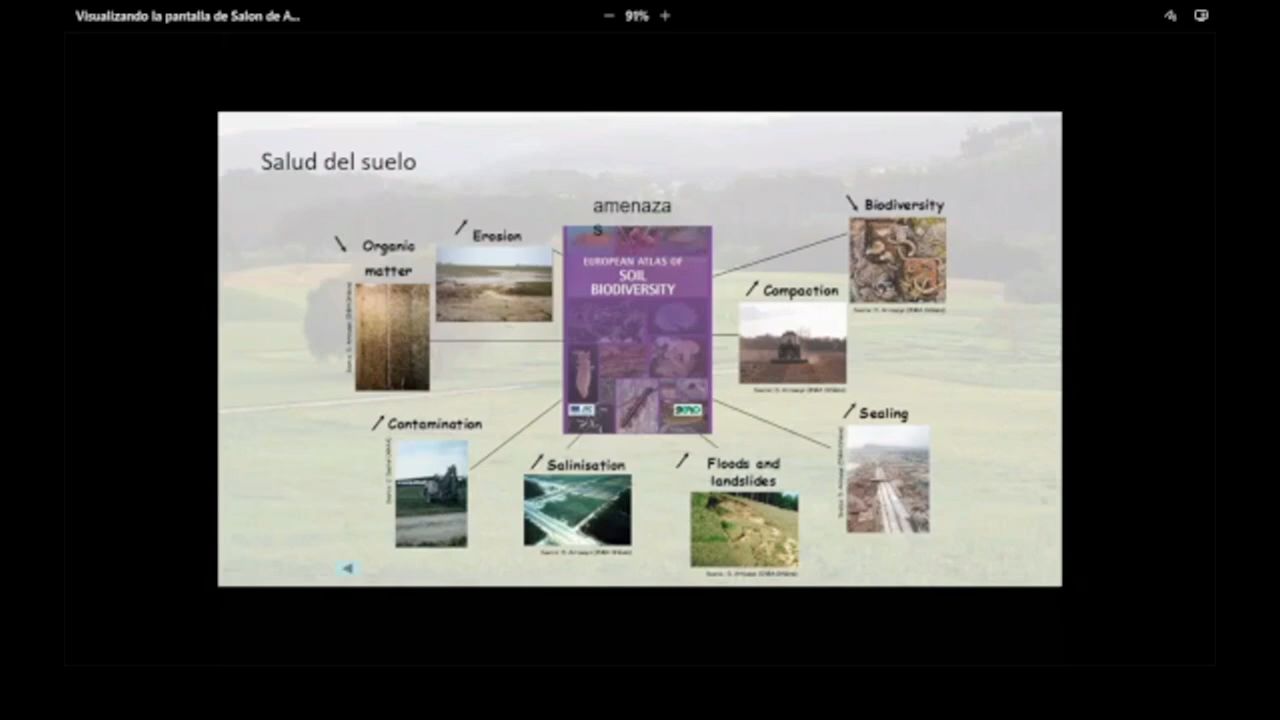 Visualizando la pantalla de Salon de A...
91%
Salud del suelo
amenaza
s
Biodiversity
Erosion
Organic
matter
EUROPEAN ATLAS OF
SOIL
BIODIVERSITY
Compaction
Sealing
Contamination
Salinisation
Floods and
landslides